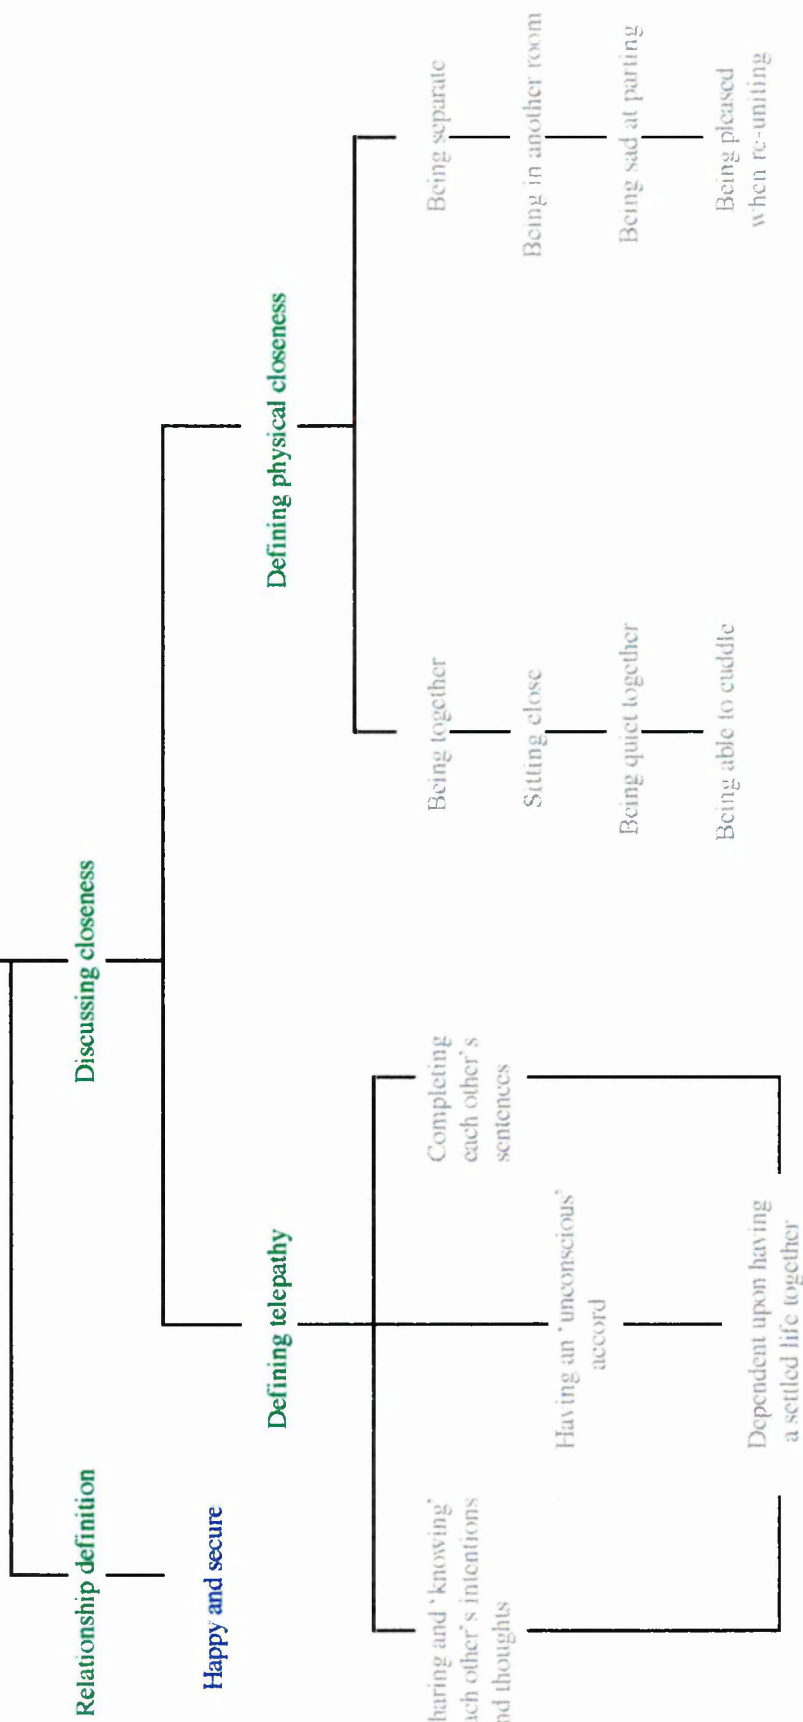 Relationship definition
Discussing closeness
Happy and secure
Defining telepathy
Defining physical closeness
haring and ‘knowing’
ach other’s intentions
nd thoughts
Completing
each other’s
sentences
Having an ‘unconscious’
accord
Dependent upon having
a settled life together
Being together
Sitting close
Being quiet together
Being able to cuddle
Being separate
Being in another room
Being sad at parting
Being pleased
when re-uniting